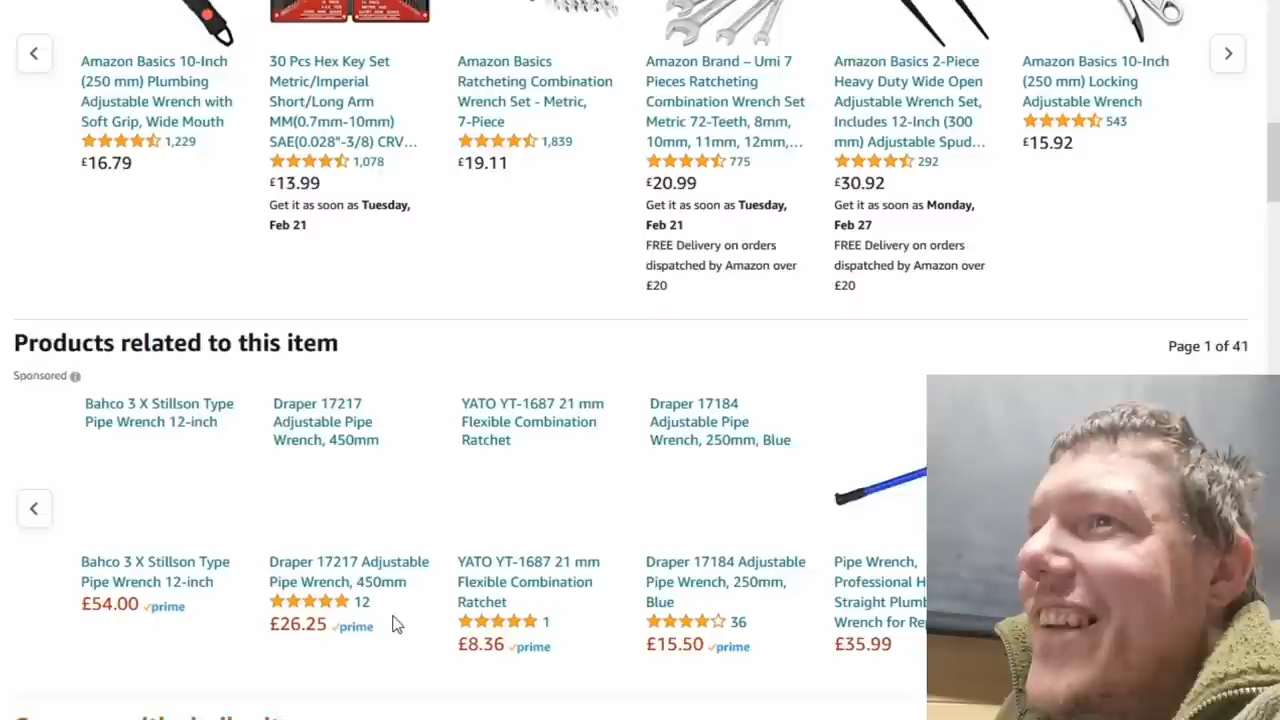 Amazon Basics 10-Inch
(250 mm) Plumbing
Adjustable Wrench with
Soft Grip, Wide Mouth
1,229
£16.79
30 Pcs Hex Key Set
Metric/Imperial
Short/Long Arm
MM(0.7mm-10mm)
SAE(0.028"-3/8) CRV…
1,078
£13.99
Get it as soon as Tuesday,
Feb 21
Amazon Basics
Ratcheting Combination
Wrench Set - Metric,
7-Piece
1,839
£19.11
Amazon Brand – Umi 7
Pieces Ratcheting
Combination Wrench Set
Metric 72-Teeth, 8mm,
10mm, 11mm, 12mm,…
775
£20.99
Get it as soon as Tuesday,
Feb 21
FREE Delivery on orders
dispatched by Amazon over
£20
Amazon Basics 2-Piece
Heavy Duty Wide Open
Adjustable Wrench Set,
Includes 12-Inch (300
mm) Adjustable Spud…
292
£30.92
Get it as soon as Monday,
Feb 27
FREE Delivery on orders
dispatched by Amazon over
£20
Amazon Basics 10-Inch
(250 mm) Locking
Adjustable Wrench
543
£15.92
Products related to this item
Page 1 of 41
Sponsored
Bahco 3 X Stillson Type
Pipe Wrench 12-inch
Bahco 3 X Stillson Type
Pipe Wrench 12-inch
£54.00 prime
Draper 17217
Adjustable Pipe
Wrench, 450mm
Draper 17217 Adjustable
Pipe Wrench, 450mm
12
£26.25 prime
YATO YT-1687 21 mm
Flexible Combination
Ratchet
YATO YT-1687 21 mm
Flexible Combination
Ratchet
1
£8.36 prime
Draper 17184
Adjustable Pipe
Wrench, 250mm, Blue
Draper 17184 Adjustable
Pipe Wrench, 250mm,
Blue
36
£15.50 prime
Pipe Wrench,
Professional H
Straight Plumb
Wrench for Re
£35.99